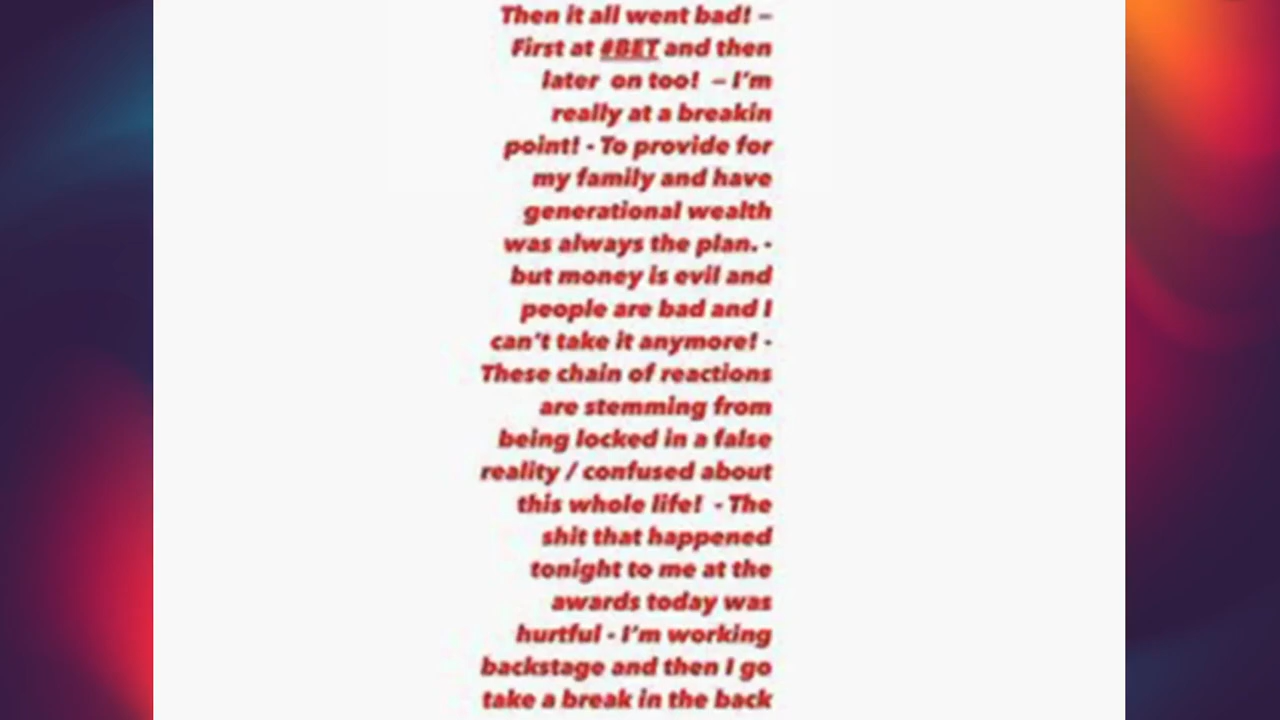 Then it all went bad! –
First at #BET and then
later on too! – I'm
really at a breakin
point! - To provide for
my family and have
generational wealth
was always the plan. -
but money is evil and
people are bad and I
can't take it anymore! -
These chain of reactions
are stemming from
being locked in a false
reality / confused about
this whole life! - The
shit that happened
tonight to me at the
awards today was
hurtful - I'm working
backstage and then I go
take a break in the back